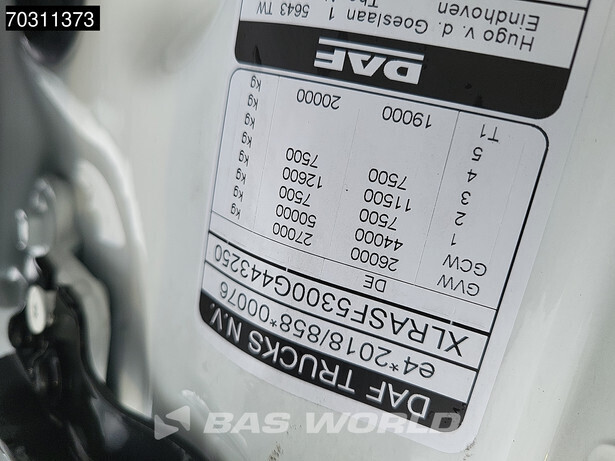 70311373
DAF TRUCKS N.V.
e4*2018/858*00076
XLRASF5300G443250
DE
GVW 26000 27000 kg
GCW 44000 50000 kg
1 7500 7500 kg
2 11500 12600 kg
3 7500 7500 kg
4 kg
5
T1 19000 20000 kg
DAF
Hugo v. d. Goeslaan 1 5643 TW
Eindhoven
BAS WORLD